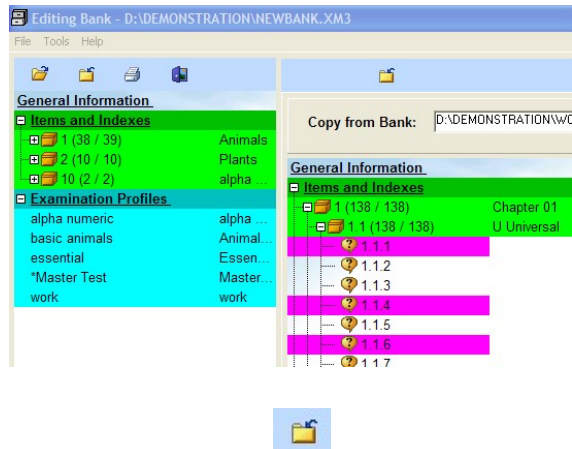 Editing Bank - D:\DEMONSTRATION\NEWBANK.XM3
File Tools Help
General Information
Items and Indexes
1 (38 / 39) Animals
2 (10 / 10) Plants
10 (2 / 2) alpha ...
Examination Profiles
alpha numeric alpha ...
basic animals Animal...
essential Essen...
*Master Test Master...
work work
Copy from Bank: D:\DEMONSTRATION\WO
General Information
Items and Indexes
1 (138 / 138) Chapter 01
1.1 (138 / 138) U Universal
1.1.1
1.1.2
1.1.3
1.1.4
1.1.5
1.1.6
1.1.7